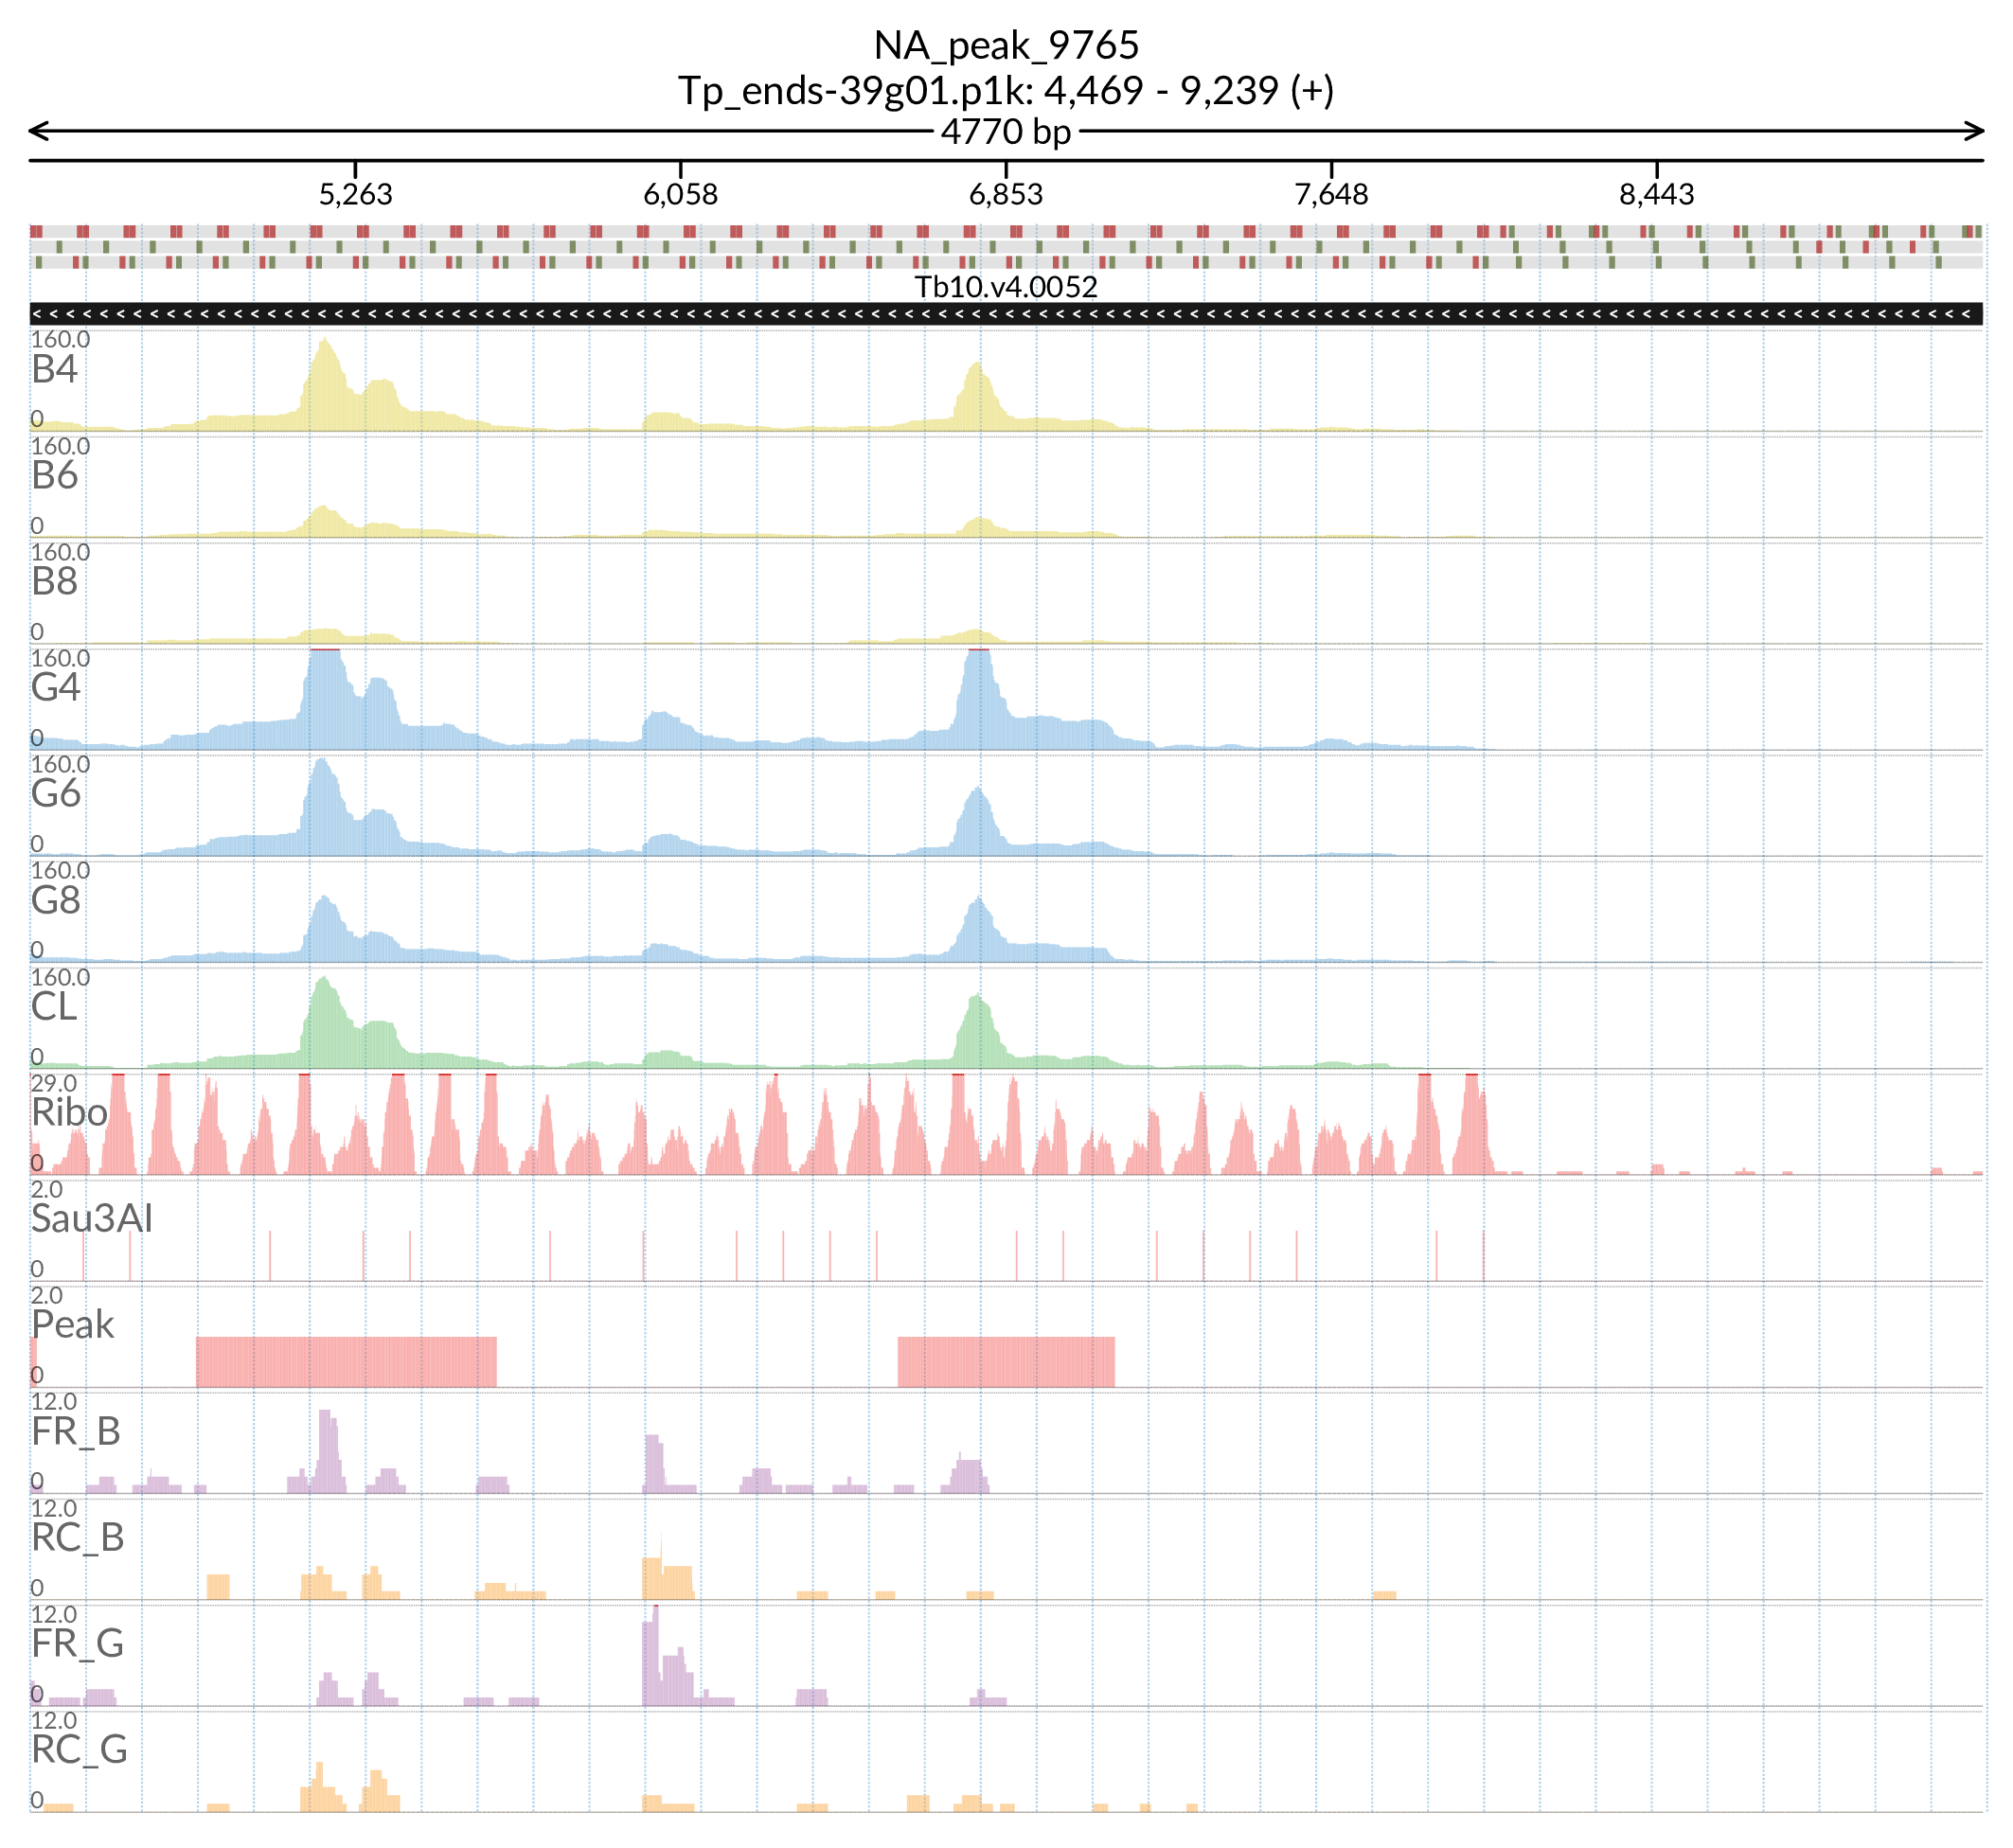 NA_peak_9765
Tp_ends-39g01.p1k: 4,469 - 9,239 (+)
4770 bp
5,263 6,058 6,853 7,648 8,443
Tb10.v4.0052
160.0
B4
0
160.0
B6
0
160.0
B8
0
160.0
G4
0
160.0
G6
0
160.0
G8
0
160.0
CL
0
29.0
Ribo
0
2.0
Sau3AI
0
2.0
Peak
0
12.0
FR_B
0
12.0
RC_B
0
12.0
FR_G
0
12.0
RC_G
0